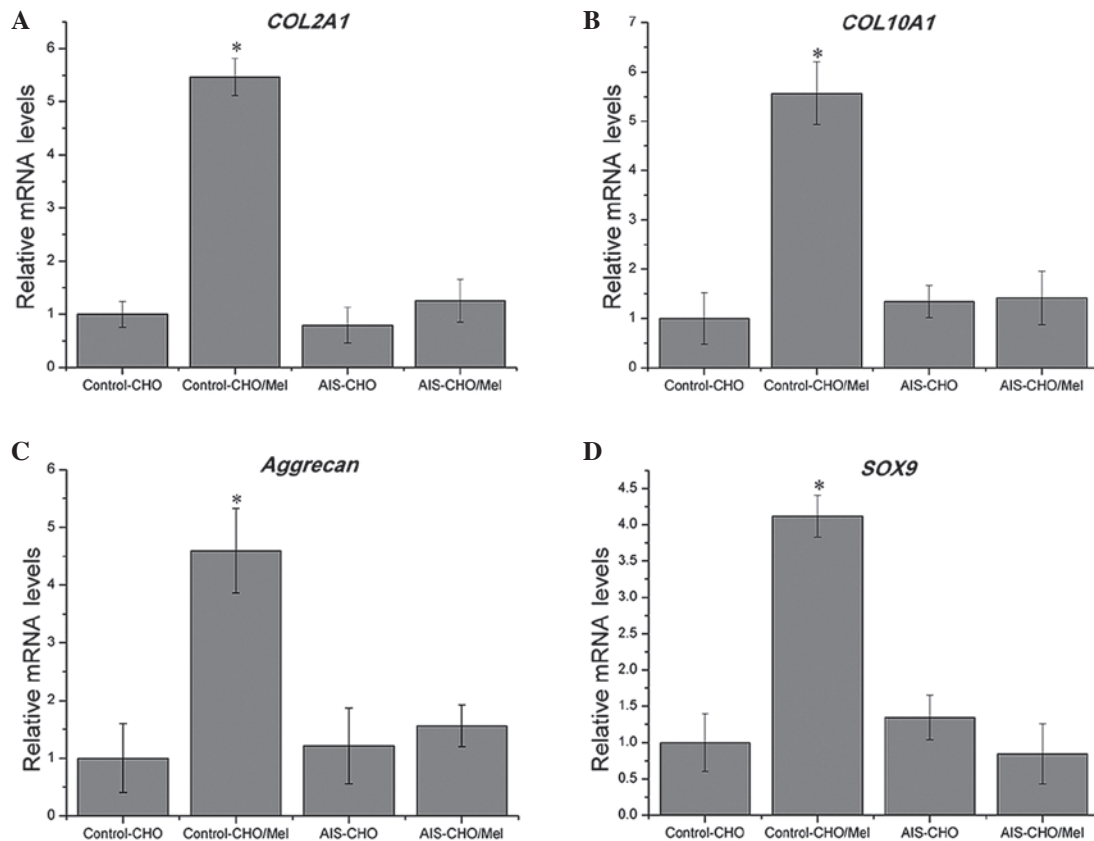 A
COL2A1
*
Relative mRNA levels
6
5
4
3
2
1
0
Control-CHO
Control-CHO/Mel
AIS-CHO
AIS-CHO/Mel
B
COL10A1
*
Relative mRNA levels
7
6
5
4
3
2
1
0
Control-CHO
Control-CHO/Mel
AIS-CHO
AIS-CHO/Mel
C
Aggrecan
*
Relative mRNA levels
6
5
4
3
2
1
0
Control-CHO
Control-CHO/Mel
AIS-CHO
AIS-CHO/Mel
D
SOX9
*
Relative mRNA levels
4.5
4.0
3.5
3.0
2.5
2.0
1.5
1.0
0.5
0.0
Control-CHO
Control-CHO/Mel
AIS-CHO
AIS-CHO/Mel